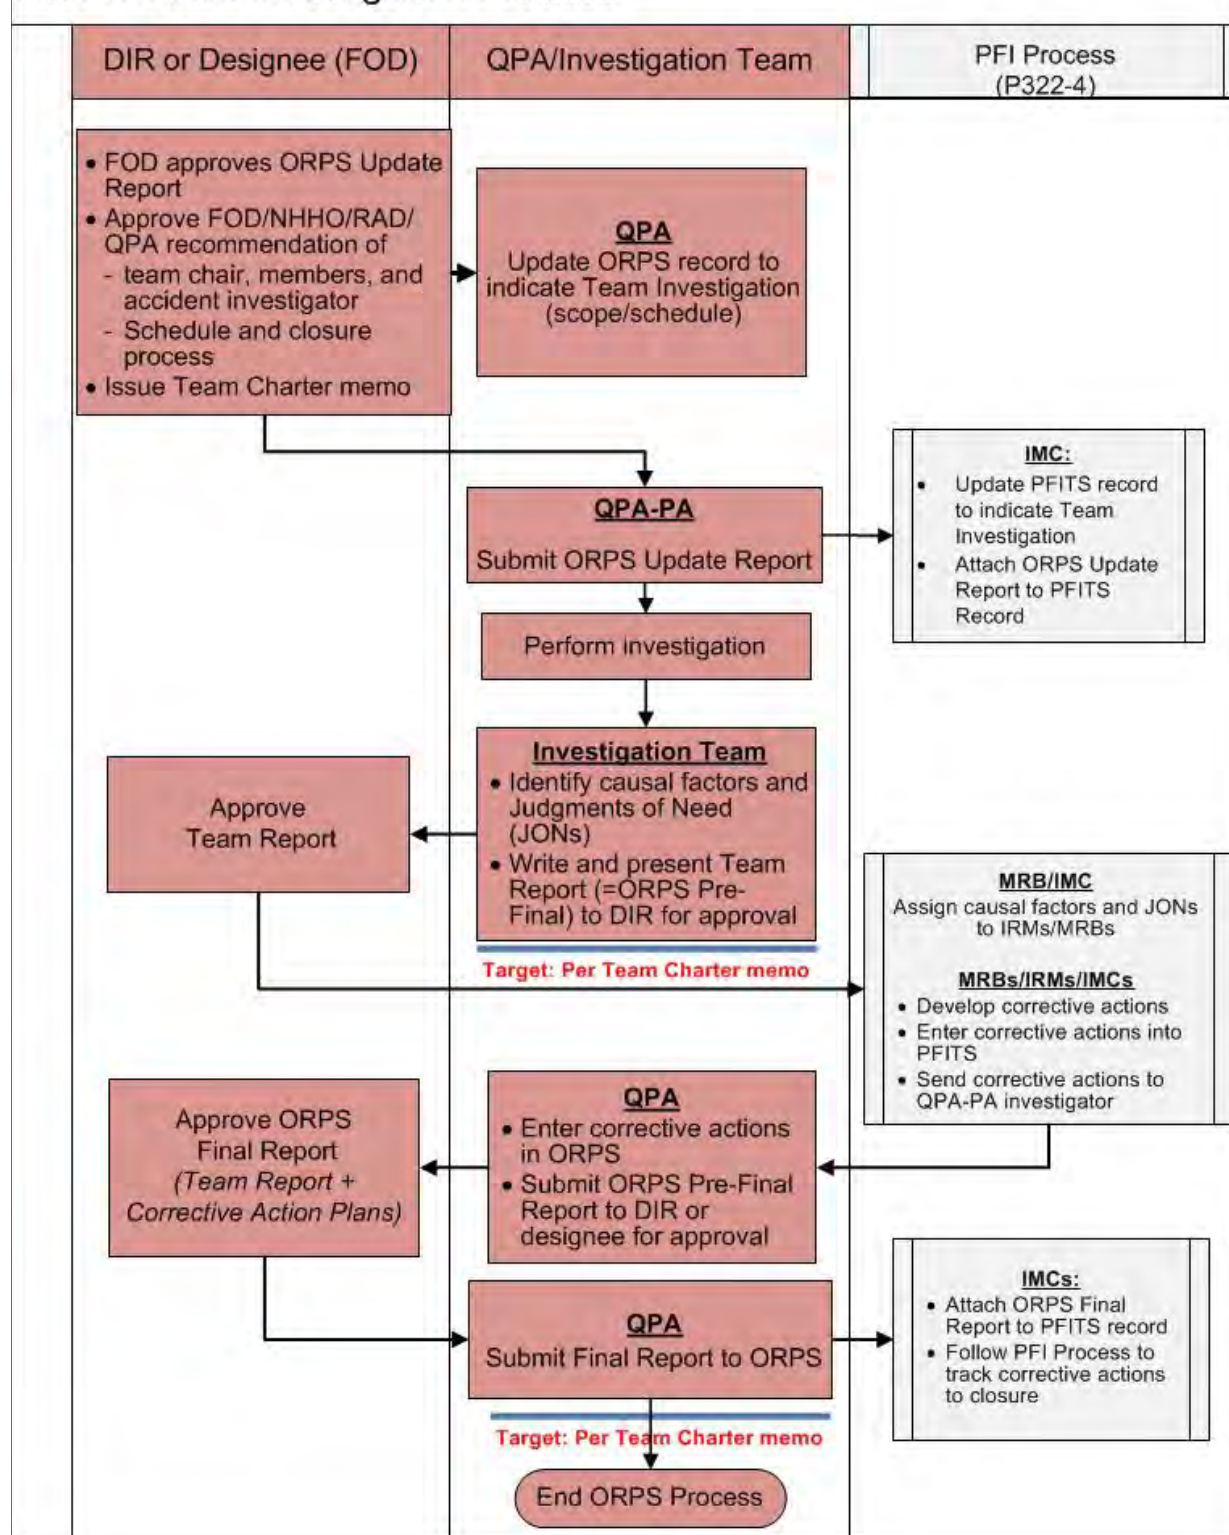 DIR or Designee (FOD)
QPA/Investigation Team
PFI Process
(P322-4)
• FOD approves ORPS Update
Report
• Approve FOD/NHHO/RAD/
QPA recommendation of
- team chair, members, and
accident investigator
- Schedule and closure
process
• Issue Team Charter memo
QPA
Update ORPS record to
indicate Team Investigation
(scope/schedule)
QPA-PA
Submit ORPS Update Report
IMC:
• Update PFITS record
to indicate Team
Investigation
• Attach ORPS Update
Report to PFITS
Record
Perform investigation
Investigation Team
• Identify causal factors and
Judgments of Need
(JONs)
• Write and present Team
Report (=ORPS Pre-
Final) to DIR for approval
Target: Per Team Charter memo
Approve
Team Report
MRB/IMC
Assign causal factors and JONs
to IRMs/MRBs
MRBs/IRMs/IMCs
• Develop corrective actions
• Enter corrective actions into
PFITS
• Send corrective actions to
QPA-PA investigator
QPA
• Enter corrective actions
in ORPS
• Submit ORPS Pre-Final
Report to DIR or
designee for approval
Approve ORPS
Final Report
(Team Report +
Corrective Action Plans)
QPA
Submit Final Report to ORPS
IMCs:
• Attach ORPS Final
Report to PFITS record
• Follow PFI Process to
track corrective actions
to closure
Target: Per Team Charter memo
End ORPS Process